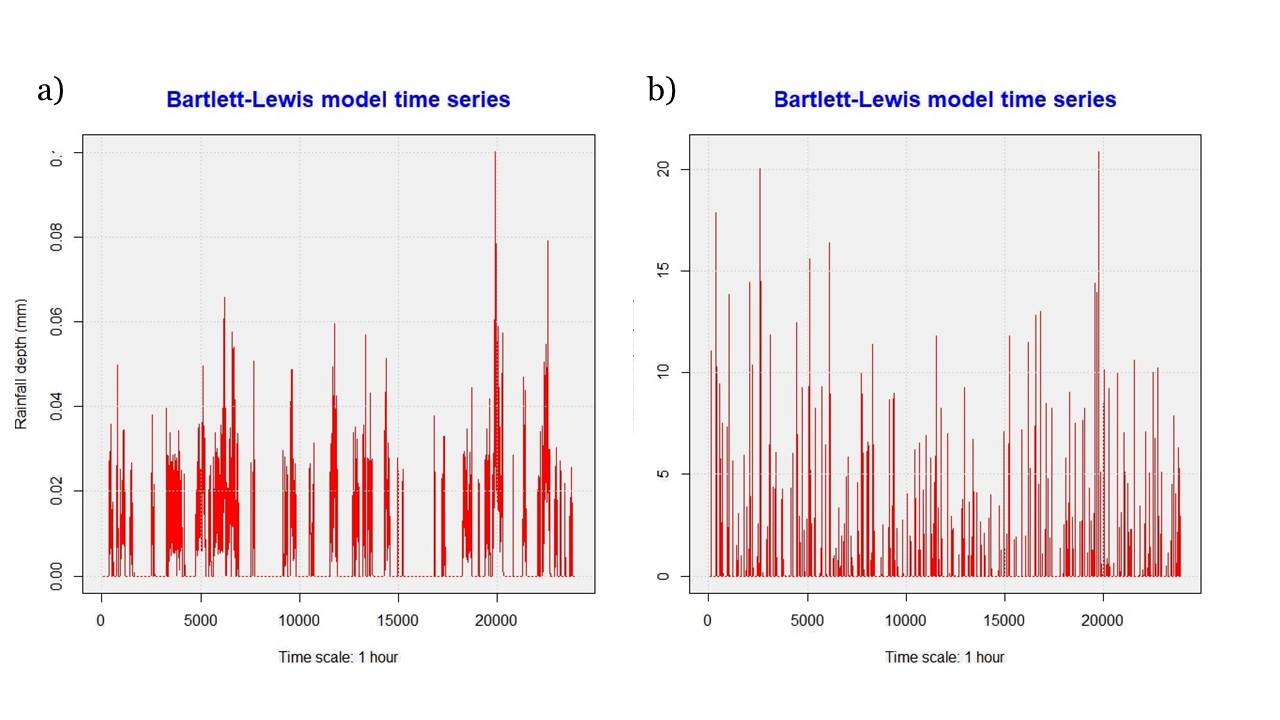 a)
Bartlett-Lewis model time series
Rainfall depth (mm)
0.00
0.02
0.04
0.06
0.08
0 5000 10000 15000 20000
Time scale: 1 hour
b)
Bartlett-Lewis model time series
0
5
10
15
20
0 5000 10000 15000 20000
Time scale: 1 hour